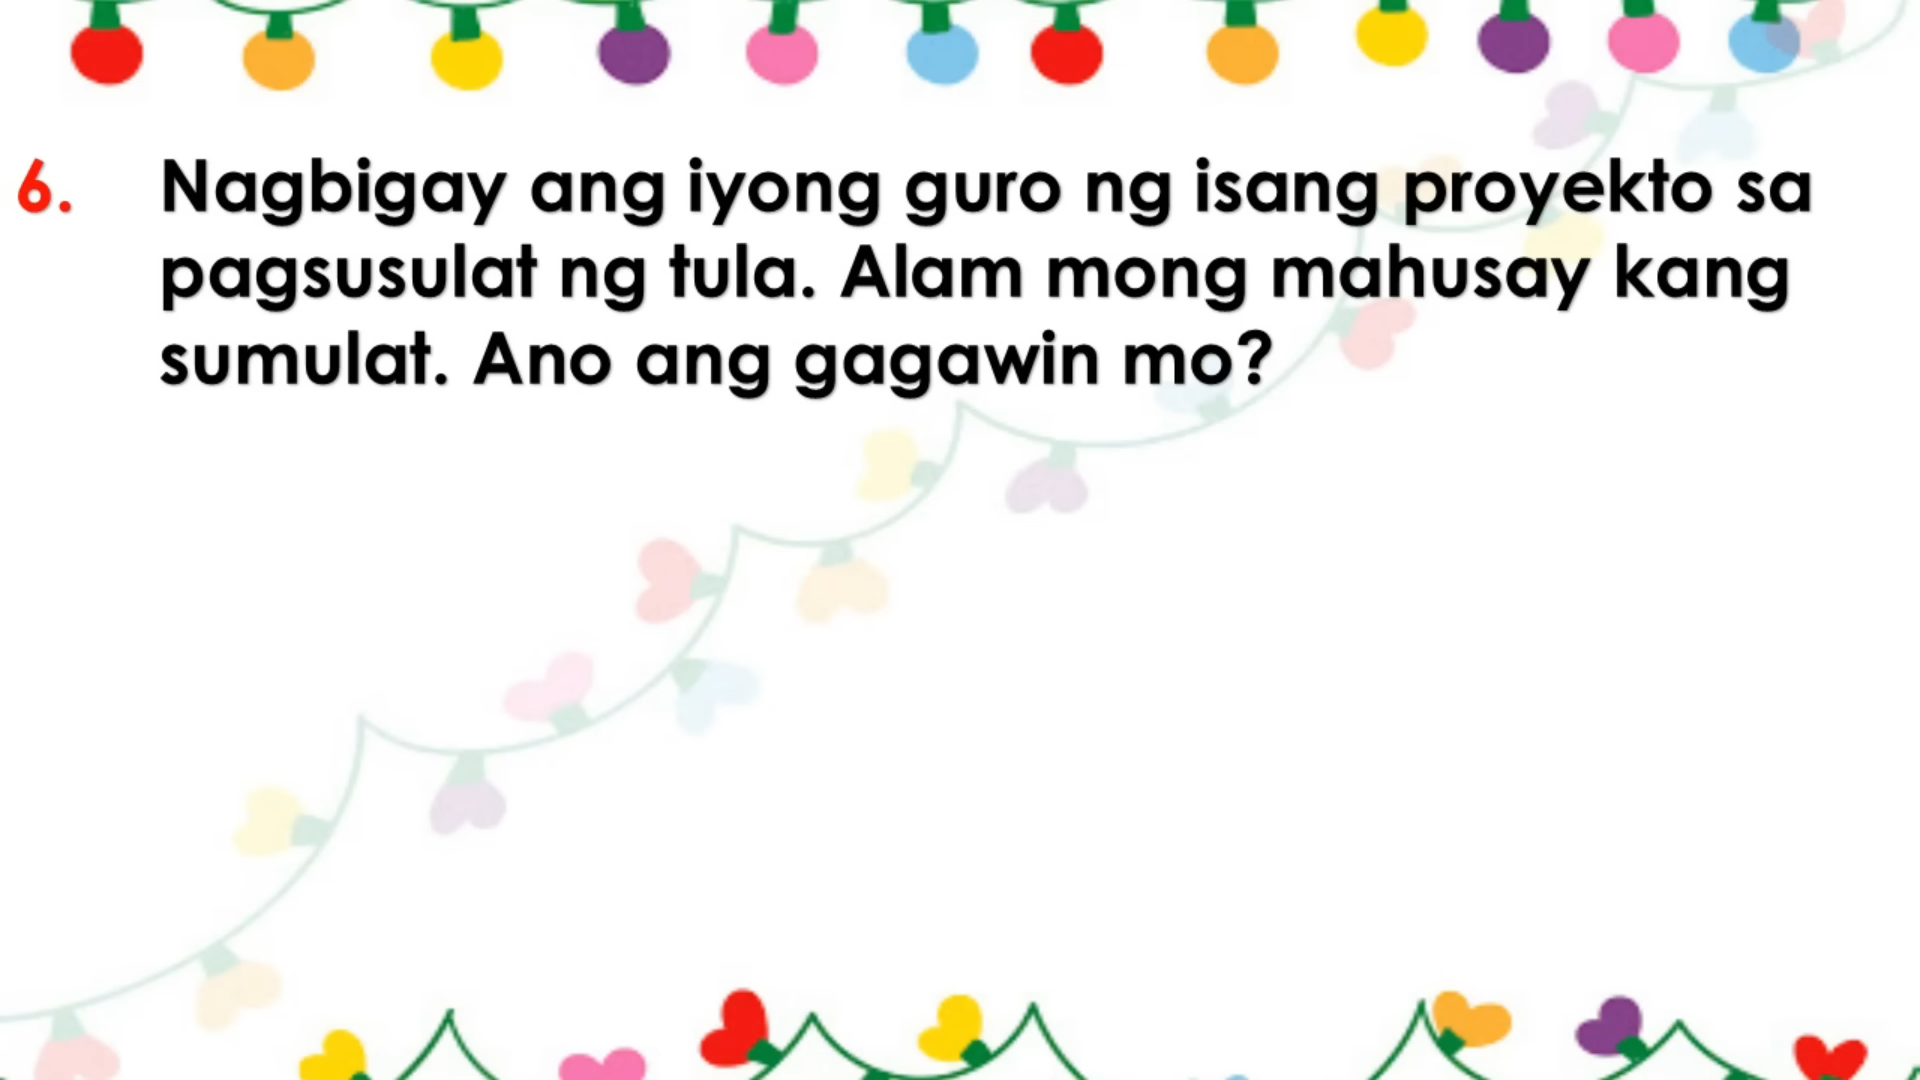 6. Nagbigay ang iyong guro ng isang proyekto sa
pagsusulat ng tula. Alam mong mahusay kang
sumulat. Ano ang gagawin mo?